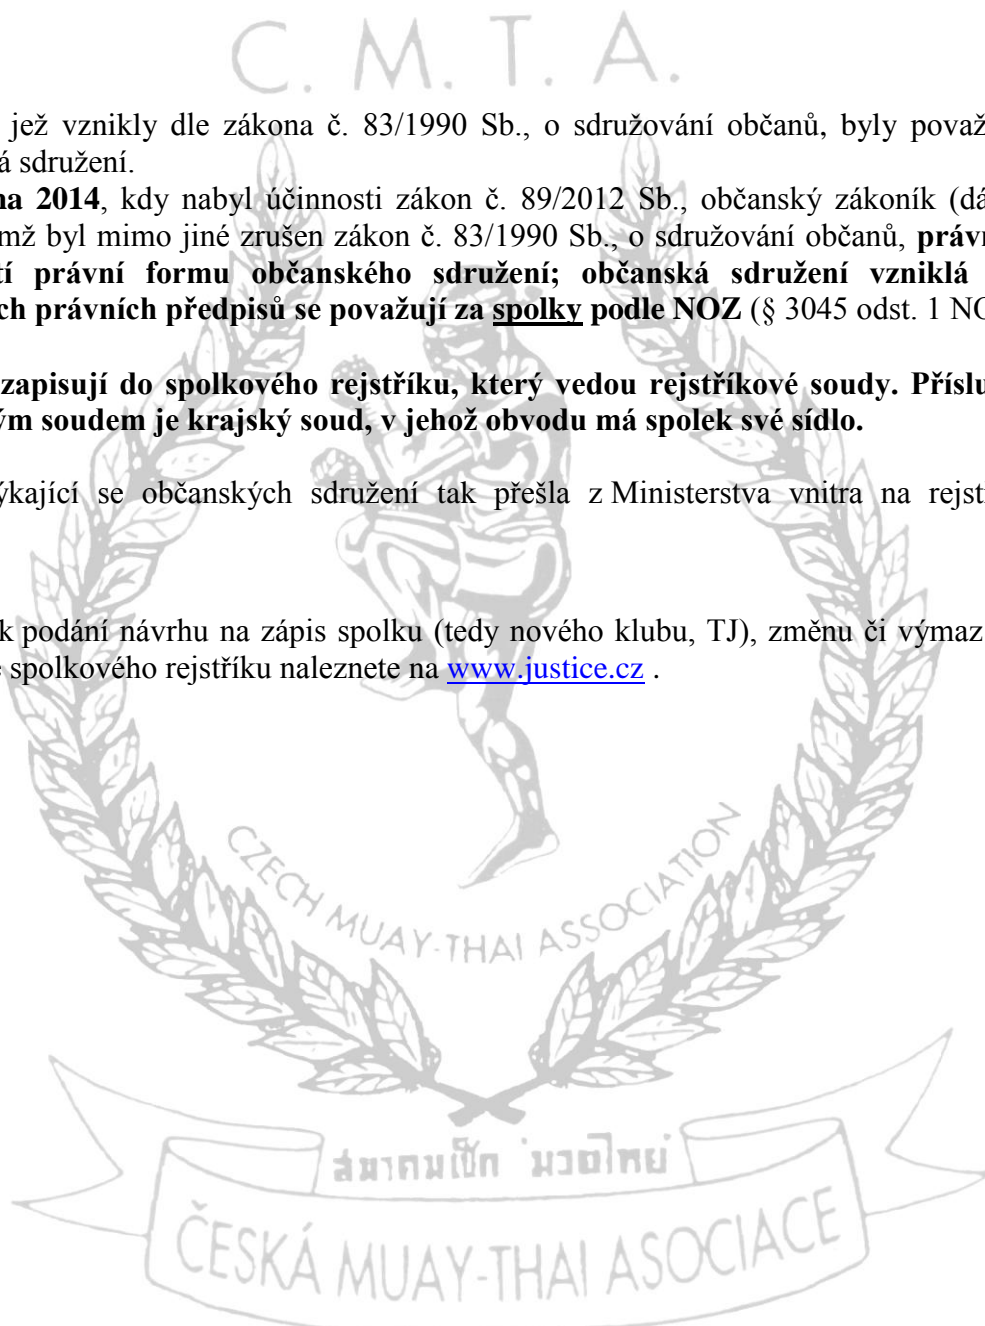 C. M. T. A.
jež vznikly dle zákona č. 83/1990 Sb., o sdružování občanů, byly považ
á sdružení.
na 2014, kdy nabyl účinnosti zákon č. 89/2012 Sb., občanský zákoník (dá
mž byl mimo jiné zrušen zákon č. 83/1990 Sb., o sdružování občanů, práv
tí právní formu občanského sdružení; občanská sdružení vzniklá
ch právních předpisů se považují za spolky podle NOZ (§ 3045 odst. 1 NO
zapisují do spolkového rejstříku, který vedou rejstříkové soudy. Příslu
ým soudem je krajský soud, v jehož obvodu má spolek své sídlo.
ýkající se občanských sdružení tak přešla z Ministerstva vnitra na rejst
k podání návrhu na zápis spolku (tedy nového klubu, TJ), změnu či výmaz
e spolkového rejstříku naleznete na www.justice.cz .
CZECH MUAY-THAI ASSOCIATION
มวยไทย
ČESKÁ MUAY-THAI ASOCIACE